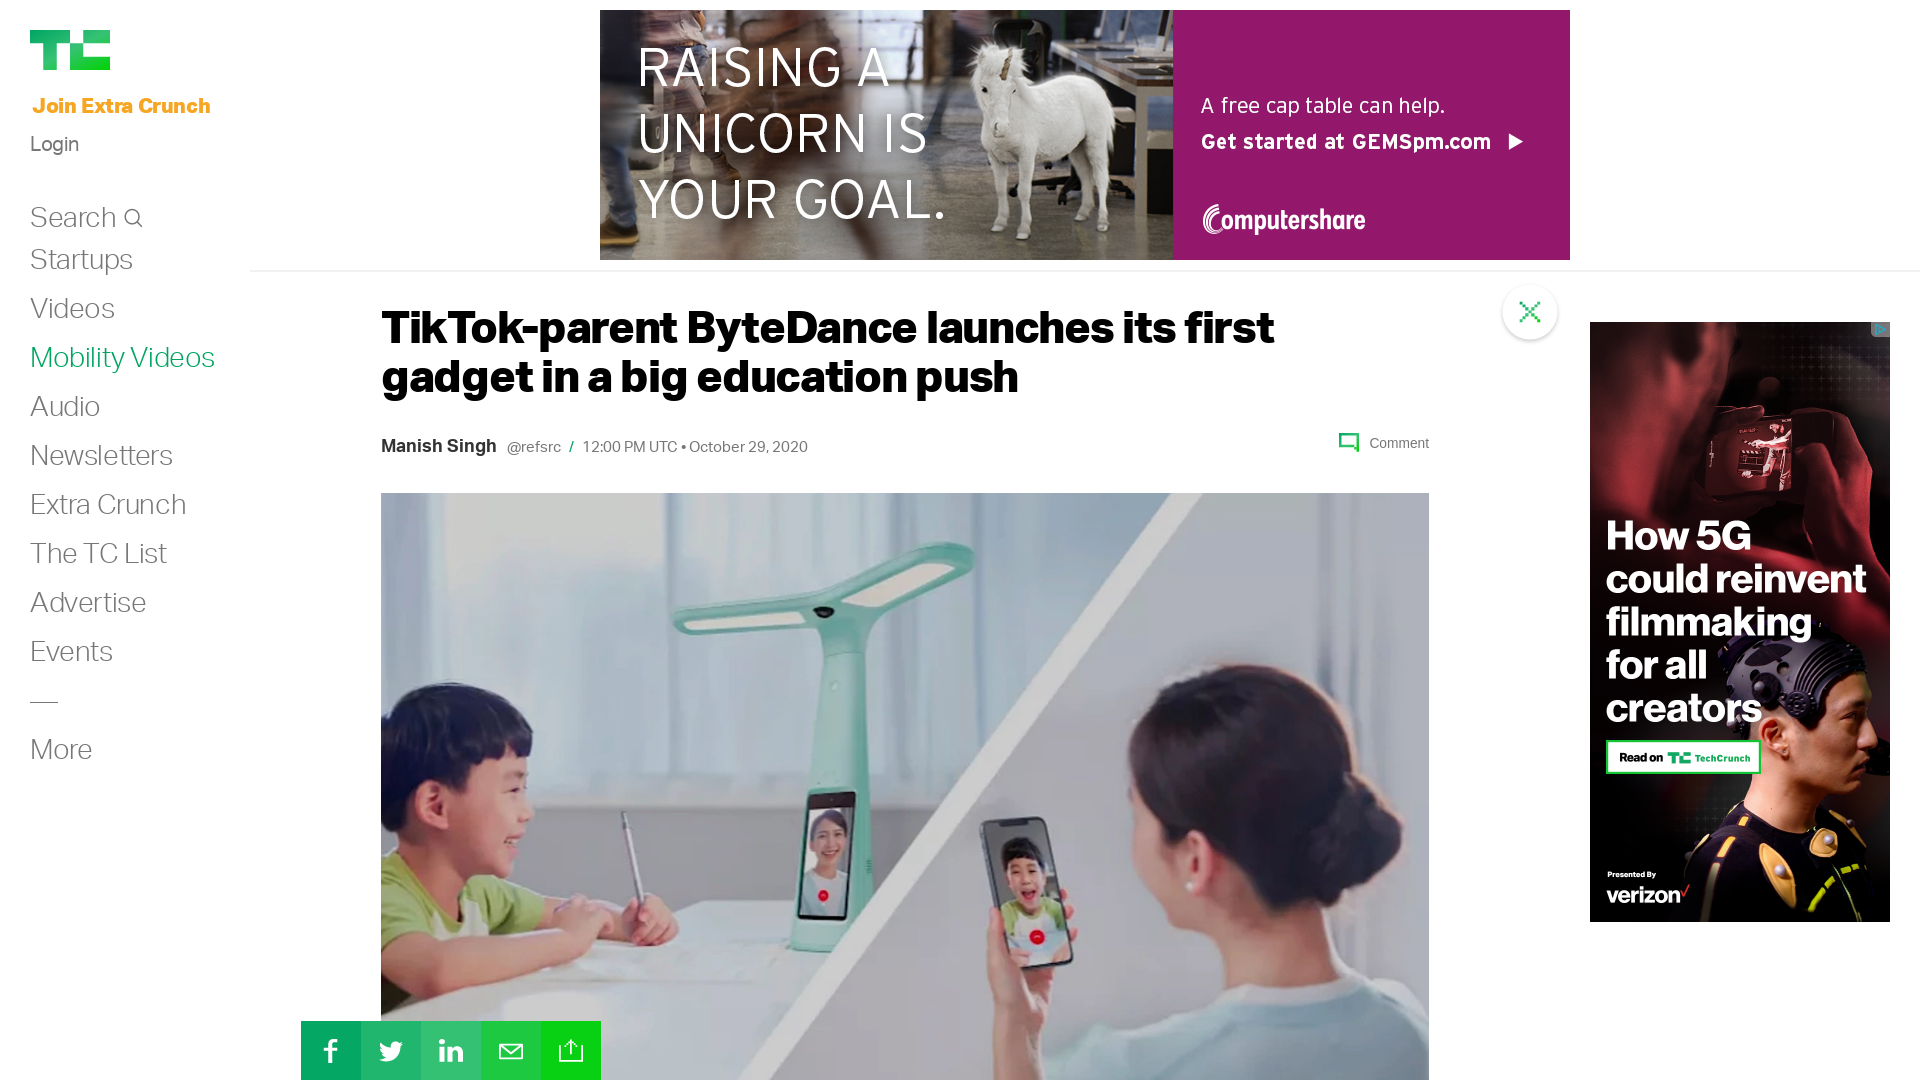 RAISING A
UNICORN IS
YOUR GOAL.
A free cap table can help.
Get started at GEMSpm.com
Computershare
TC
Join Extra Crunch
Login
Search
Startups
Videos
Mobility Videos
Audio
Newsletters
Extra Crunch
The TC List
Advertise
Events
More
TikTok-parent ByteDance launches its first
gadget in a big education push
Manish Singh @refsrc / 12:00 PM UTC • October 29, 2020
Comment
How 5G
could reinvent
filmmaking
for all
creators
Read on TC TechCrunch
Presented By
verizon